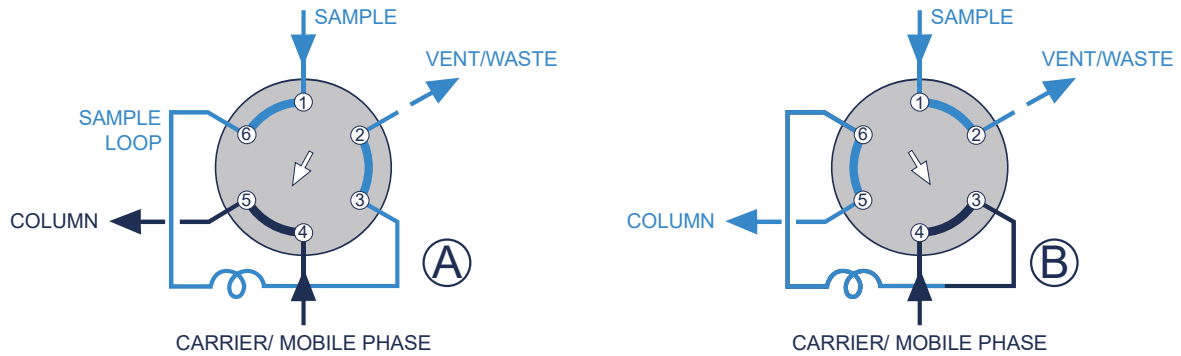 SAMPLE
VENT/WASTE
1
2
6
SAMPLE
LOOP
3
5
4
COLUMN
A
CARRIER/ MOBILE PHASE
SAMPLE
VENT/WASTE
1
2
6
3
5
4
COLUMN
B
CARRIER/ MOBILE PHASE